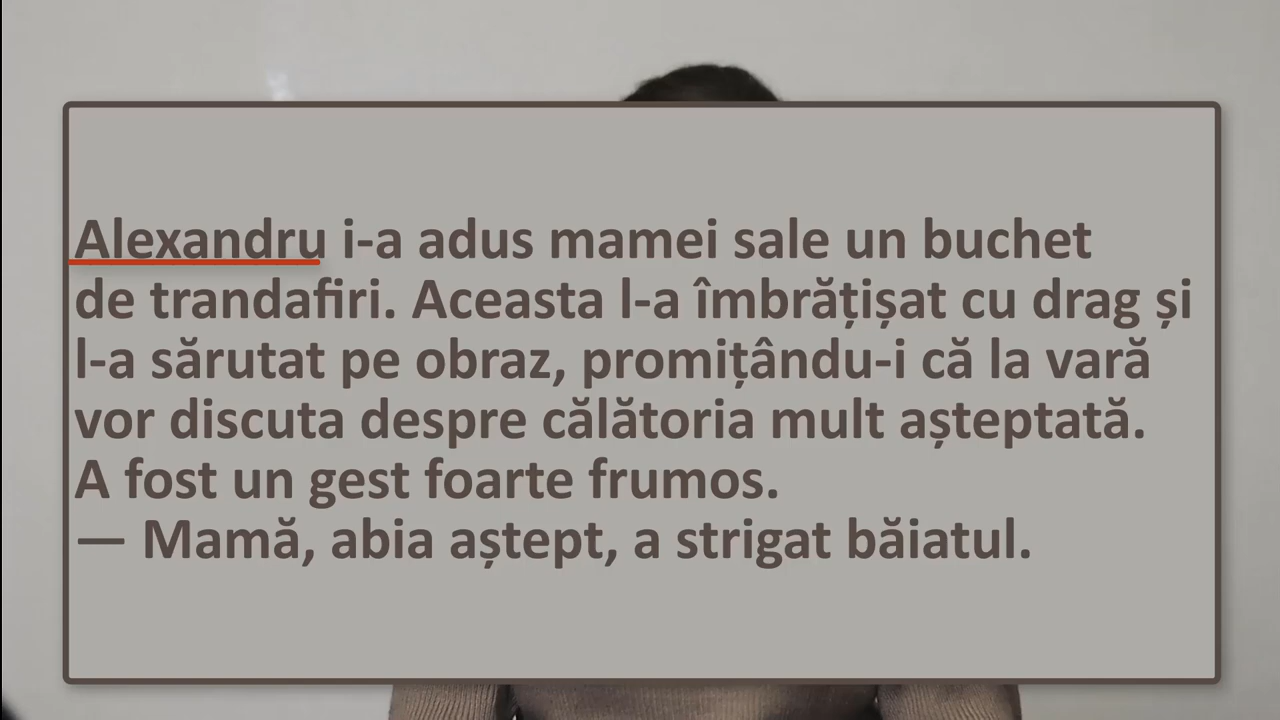 Alexandru i-a adus mamei sale un buchet
de trandafiri. Aceasta l-a îmbrățișat cu drag și
l-a sărutat pe obraz, promițându-i că la vară
vor discuta despre călătoria mult așteptată.
A fost un gest foarte frumos.
— Mamă, abia aștept, a strigat băiatul.